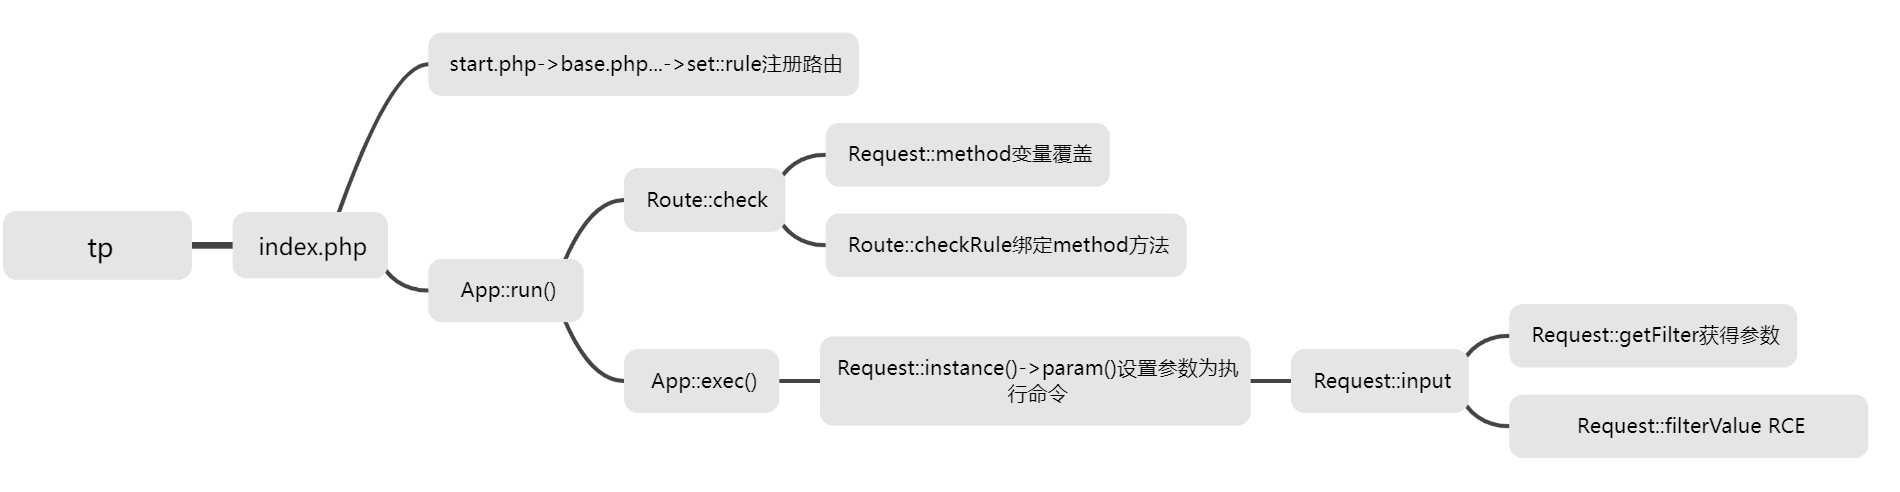 tp
index.php
start.php->base.php...->set::rule注册路由
App::run()
Route::check
Request::method变量覆盖
Route::checkRule绑定method方法
App::exec()
Request::instance()->param()设置参数为执
行命令
Request::input
Request::getFilter获得参数
Request::filterValue RCE